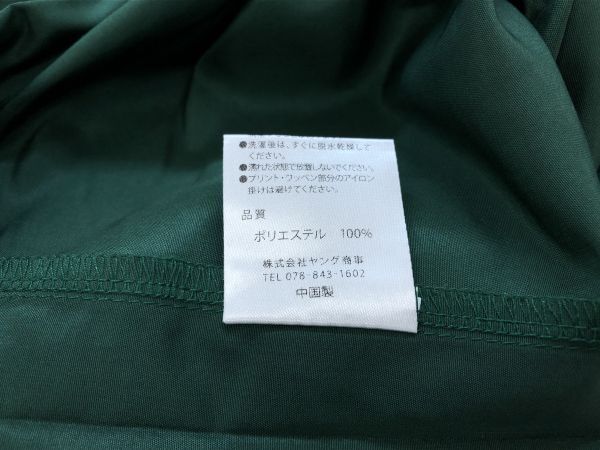 ●洗濯後は、すぐに脱水乾燥して
ください。
●濡れた状態で放置しないでください。
●プリント・ワッペン部分のアイロン
掛けは避けてください。
品質
ポリエステル 100%
株式会社ヤング商事
TEL 078-843-1602
中国製